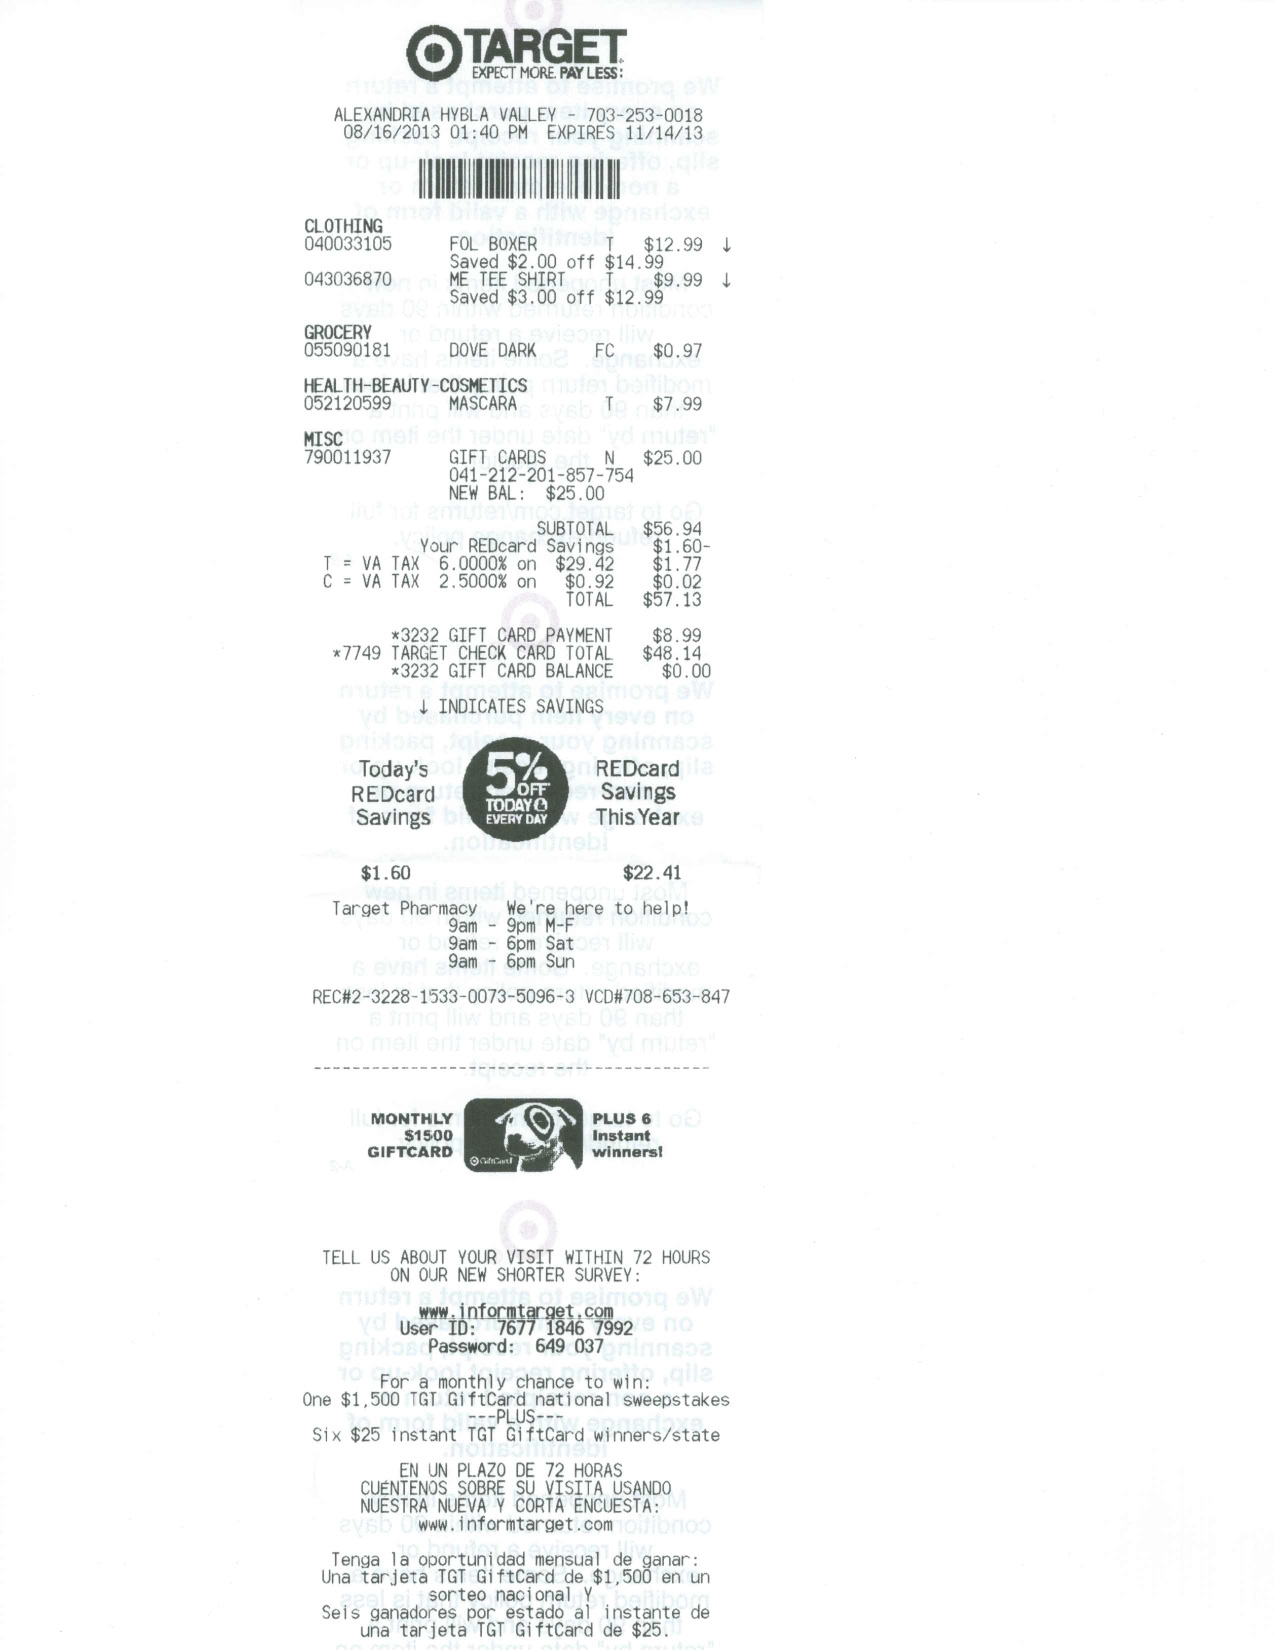 TARGET
EXPECT MORE. PAY LESS.
ALEXANDRIA HYBLA VALLEY - 703-253-0018
08/16/2013 01:40 PM EXPIRES 11/14/13
CLOTHING
040033105 FOL BOXER T $12.99 ↓
Saved $2.00 off $14.99
043036870 ME TEE SHIRT T $9.99 ↓
Saved $3.00 off $12.99
GROCERY
055090181 DOVE DARK FC $0.97
HEALTH-BEAUTY-COSMETICS
052120599 MASCARA T $7.99
MISC
790011937 GIFT CARDS N $25.00
041-212-201-857-754
NEW BAL: $25.00
SUBTOTAL $56.94
Your REDcard Savings $1.60-
T = VA TAX 6.0000% on $29.42 $1.77
C = VA TAX 2.5000% on $0.92 $0.02
TOTAL $57.13
*3232 GIFT CARD PAYMENT $8.99
*7749 TARGET CHECK CARD TOTAL $48.14
*3232 GIFT CARD BALANCE $0.00
↓ INDICATES SAVINGS
Today's REDcard Savings
5% OFF TODAY & EVERY DAY
REDcard Savings This Year
$1.60 $22.41
Target Pharmacy We're here to help!
9am - 9pm M-F
9am - 6pm Sat
9am - 6pm Sun
REC#2-3228-1533-0073-5096-3 VCD#708-653-847
MONTHLY $1500 GIFTCARD
GiftCard
PLUS 6 Instant winners!
TELL US ABOUT YOUR VISIT WITHIN 72 HOURS
ON OUR NEW SHORTER SURVEY:
www.informtarget.com
User ID: 7677 1846 7992
Password: 649 037
For a monthly chance to win:
One $1,500 TGT GiftCard national sweepstakes
---PLUS---
Six $25 instant TGT GiftCard winners/state
EN UN PLAZO DE 72 HORAS
CUÉNTENOS SOBRE SU VISITA USANDO
NUESTRA NUEVA Y CORTA ENCUESTA:
www.informtarget.com
Tenga la oportunidad mensual de ganar:
Una tarjeta TGT GiftCard de $1,500 en un
sorteo nacional Y
Seis ganadores por estado al instante de
una tarjeta TGT GiftCard de $25.